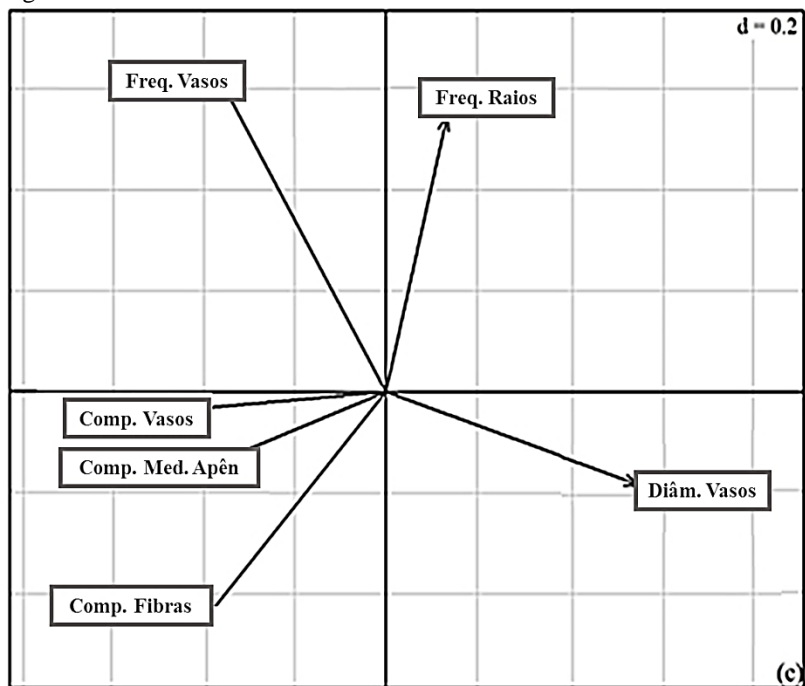 d = 0.2
Freq. Vasos
Freq. Raios
Comp. Vasos
Comp. Med. Apên
Diâm. Vasos
Comp. Fibras
(c)